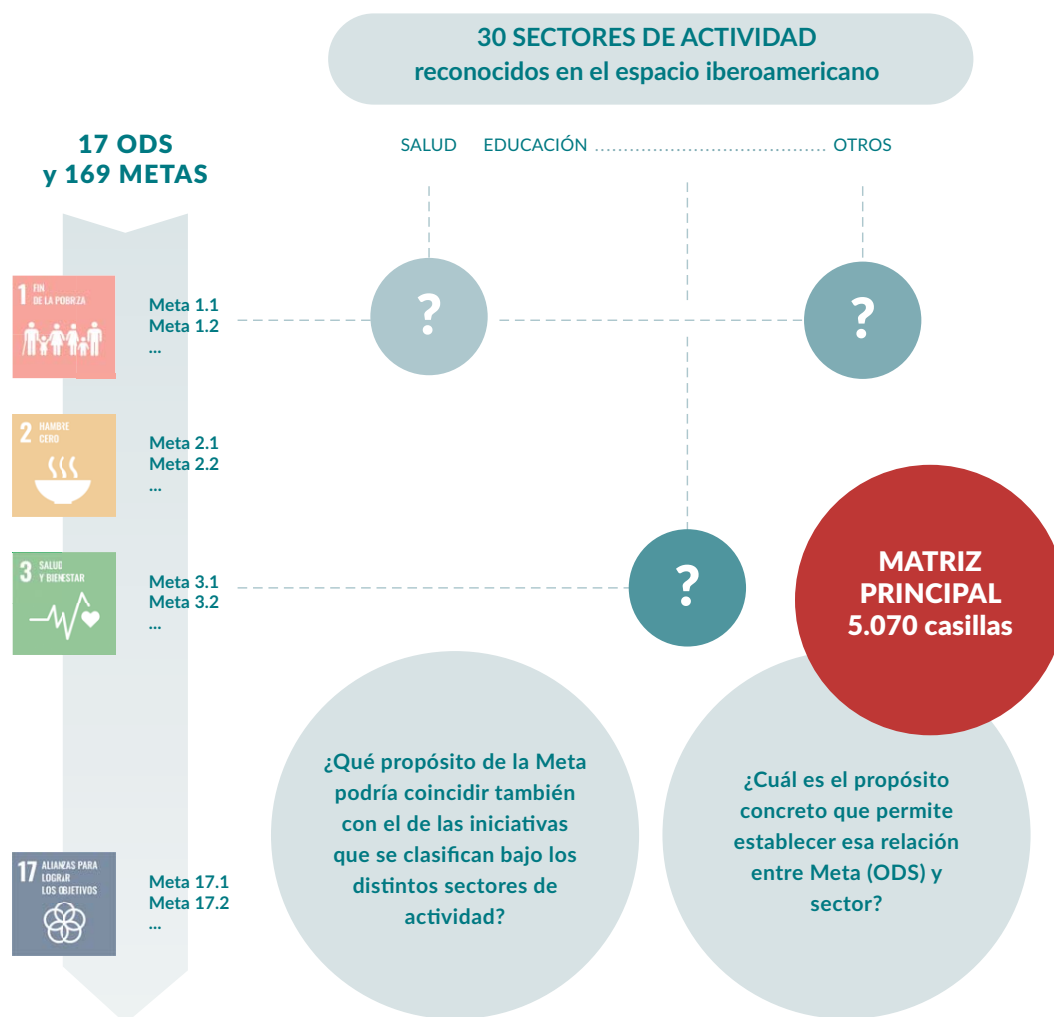 30 SECTORES DE ACTIVIDAD
reconocidos en el espacio iberoamericano
17 ODS
y 169 METAS
SALUD EDUCACIÓN ........................................ OTROS
1 FIN
DE LA POBRZA
Meta 1.1
Meta 1.2
...
?
?
2 HAMBIE
CERO
Meta 2.1
Meta 2.2
...
3 SALUD
Y BIENESTAR
Meta 3.1
Meta 3.2
...
?
MATRIZ
PRINCIPAL
5.070 casillas
¿Qué propósito de la Meta
podría coincidir también
con el de las iniciativas
que se clasifican bajo los
distintos sectores de
actividad?
¿Cuál es el propósito
concreto que permite
establecer esa relación
entre Meta (ODS) y
sector?
17 ALIANZAS PARA
LOGRAR
LOS OBJETIVOS
Meta 17.1
Meta 17.2
...